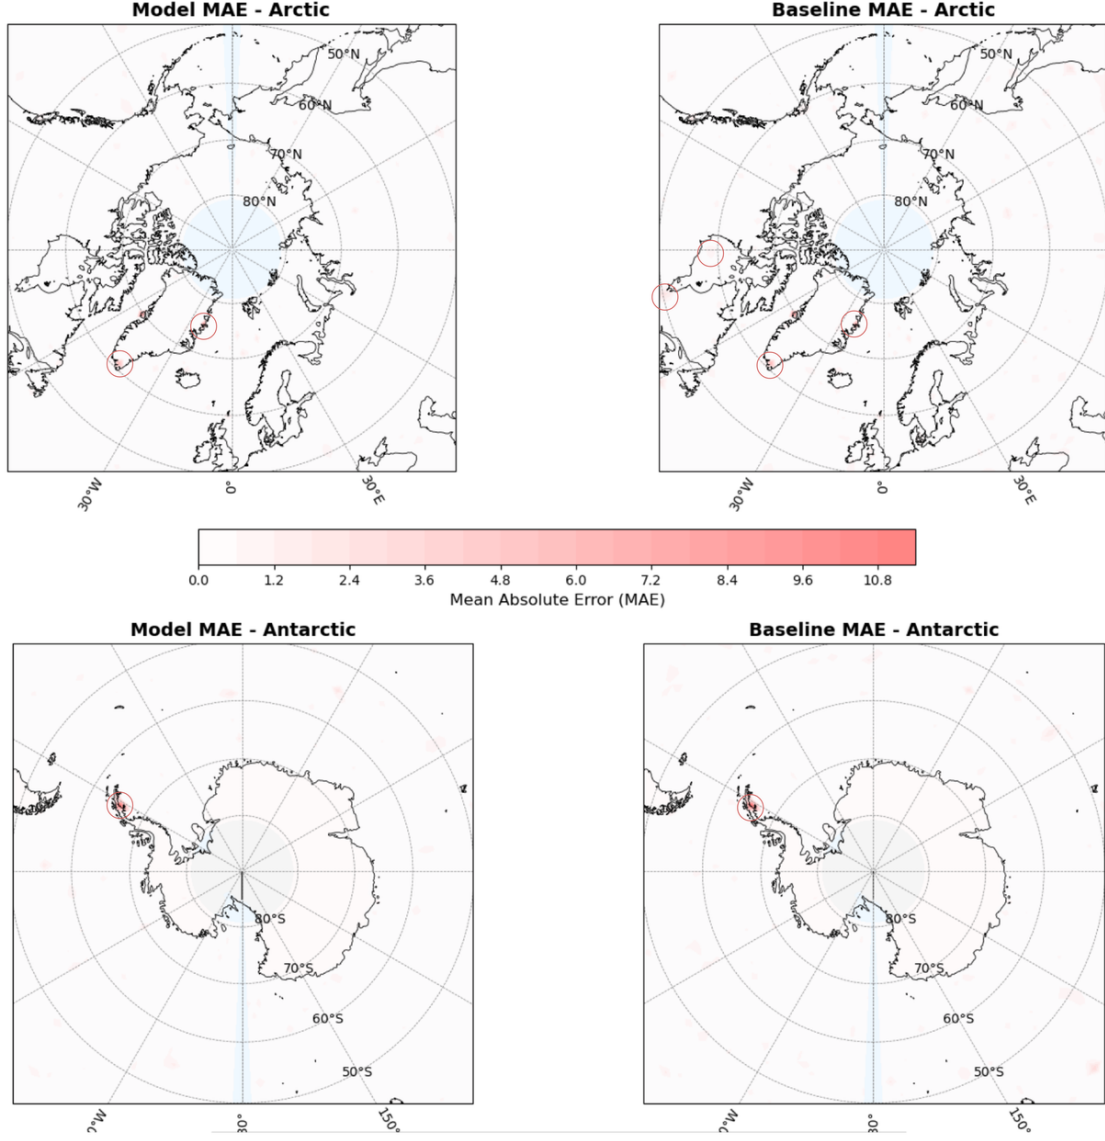 Model MAE - Arctic
Baseline MAE - Arctic
50°N
60°N
70°N
80°N
30°W
0°
30°E
50°N
60°N
70°N
80°N
30°W
0°
30°E
0.0 1.2 2.4 3.6 4.8 6.0 7.2 8.4 9.6 10.8
Mean Absolute Error (MAE)
Model MAE - Antarctic
Baseline MAE - Antarctic
80°S
70°S
60°S
50°S
150°
80°S
70°S
60°S
50°S
150°